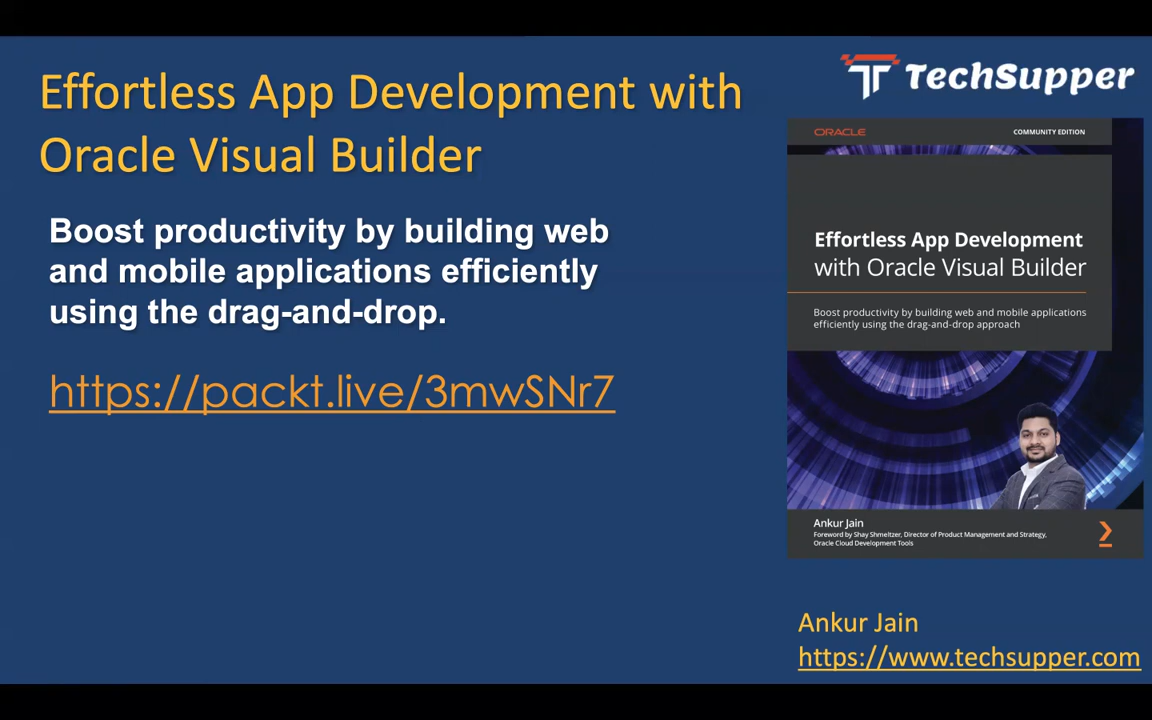 Effortless App Development with
Oracle Visual Builder
Boost productivity by building web
and mobile applications efficiently
using the drag-and-drop.
https://packt.live/3mwSNr7
TechSupper
ORACLE
COMMUNITY EDITION
Effortless App Development
with Oracle Visual Builder
Boost productivity by building web and mobile applications
efficiently using the drag-and-drop approach
Ankur Jain
Foreword by Shay Shmeltzer, Director of Product Management and Strategy,
Oracle Cloud Development Tools
Ankur Jain
https://www.techsupper.com